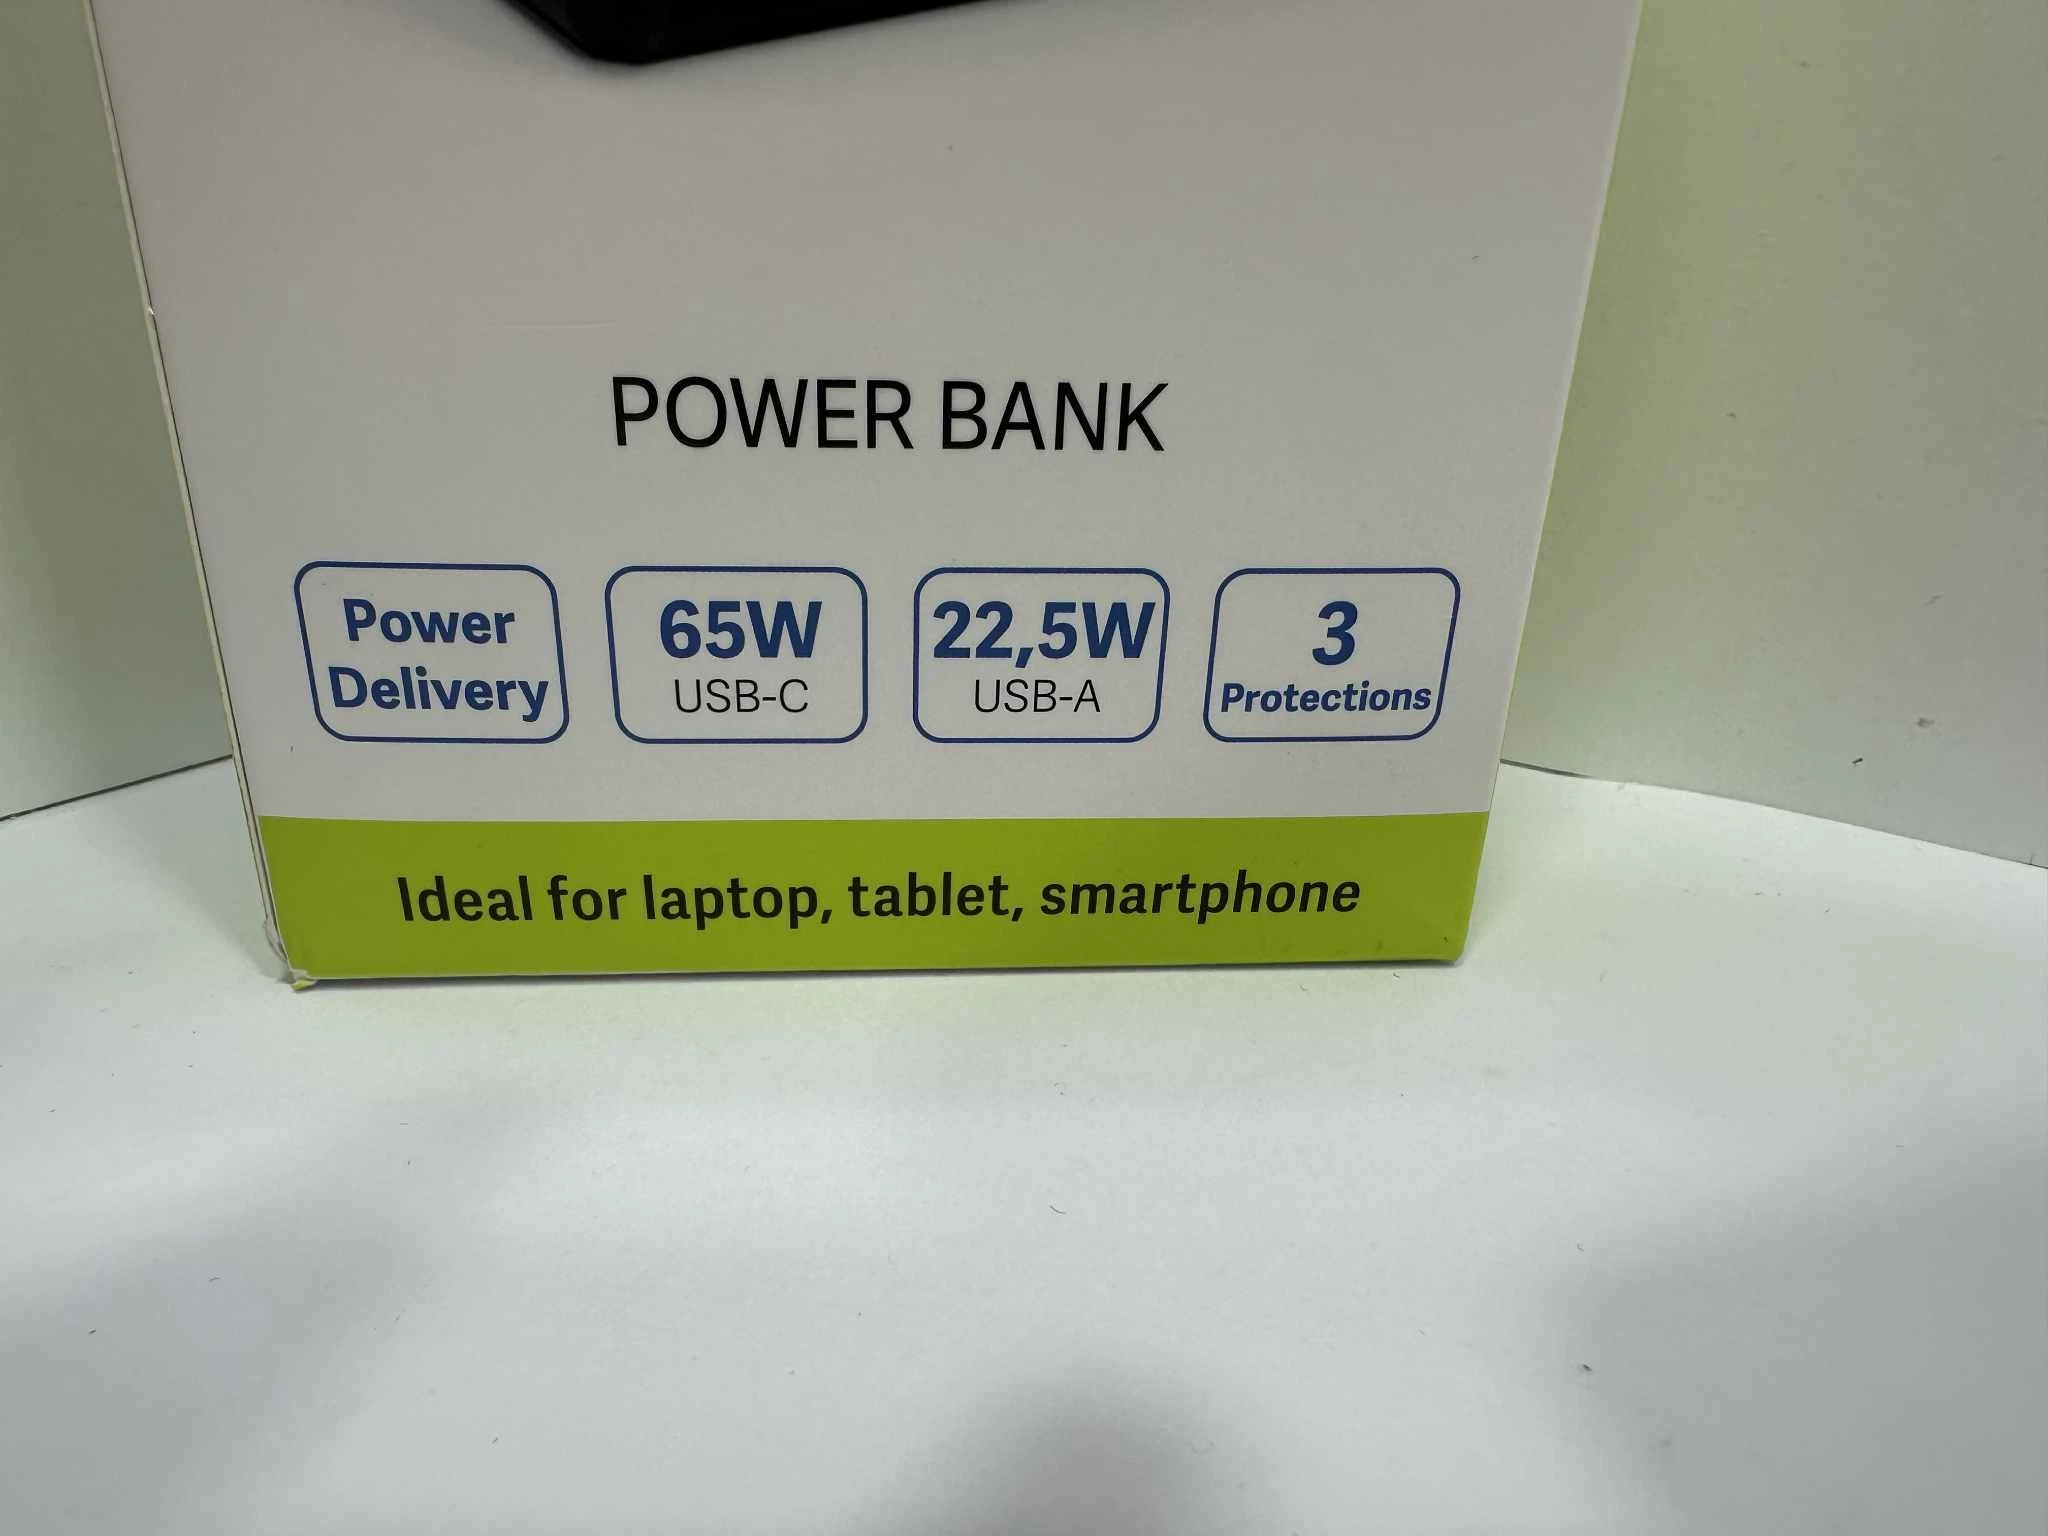 POWER BANK
Power
Delivery
65W
USB-C
22,5W
USB-A
3
Protections
Ideal for laptop, tablet, smartphone